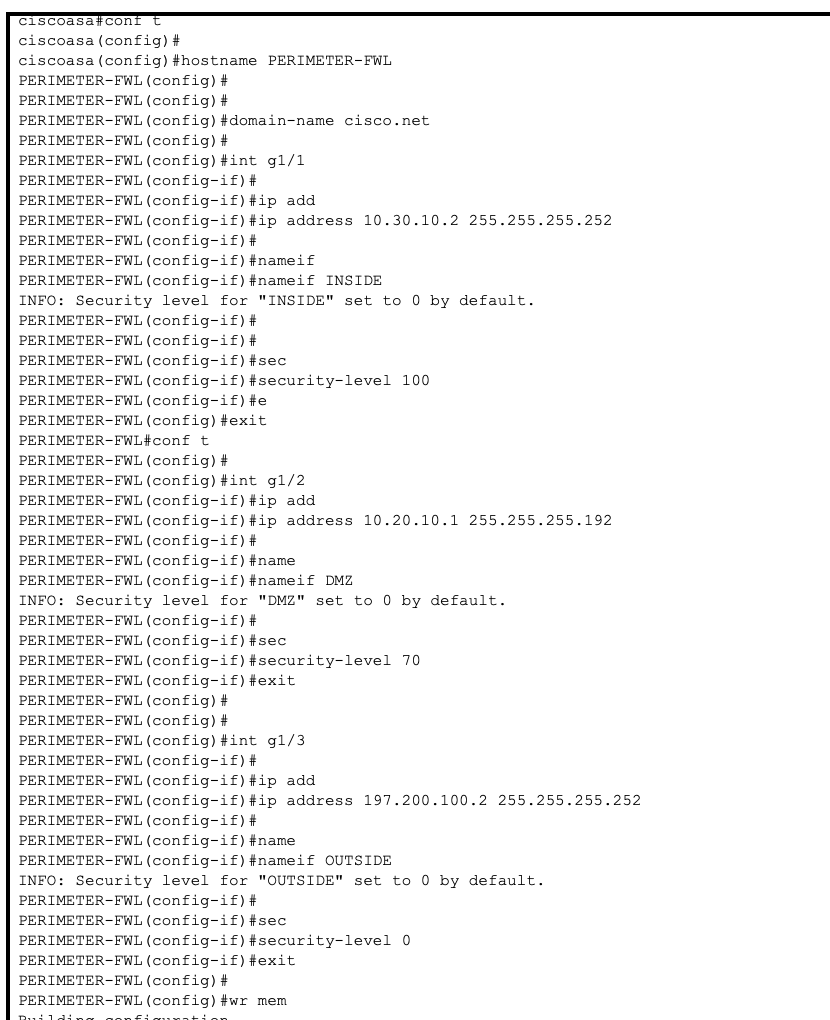 ciscoasa#conf t
ciscoasa(config)#
ciscoasa(config)#hostname PERIMETER-FWL
PERIMETER-FWL(config)#
PERIMETER-FWL(config)#
PERIMETER-FWL(config)#domain-name cisco.net
PERIMETER-FWL(config)#
PERIMETER-FWL(config)#int g1/1
PERIMETER-FWL(config-if)#
PERIMETER-FWL(config-if)#ip add
PERIMETER-FWL(config-if)#ip address 10.30.10.2 255.255.255.252
PERIMETER-FWL(config-if)#
PERIMETER-FWL(config-if)#nameif
PERIMETER-FWL(config-if)#nameif INSIDE
INFO: Security level for "INSIDE" set to 0 by default.
PERIMETER-FWL(config-if)#
PERIMETER-FWL(config-if)#
PERIMETER-FWL(config-if)#sec
PERIMETER-FWL(config-if)#security-level 100
PERIMETER-FWL(config-if)#e
PERIMETER-FWL(config)#exit
PERIMETER-FWL#conf t
PERIMETER-FWL(config)#
PERIMETER-FWL(config)#int g1/2
PERIMETER-FWL(config-if)#ip add
PERIMETER-FWL(config-if)#ip address 10.20.10.1 255.255.255.192
PERIMETER-FWL(config-if)#
PERIMETER-FWL(config-if)#name
PERIMETER-FWL(config-if)#nameif DMZ
INFO: Security level for "DMZ" set to 0 by default.
PERIMETER-FWL(config-if)#
PERIMETER-FWL(config-if)#sec
PERIMETER-FWL(config-if)#security-level 70
PERIMETER-FWL(config-if)#exit
PERIMETER-FWL(config)#
PERIMETER-FWL(config)#
PERIMETER-FWL(config)#int g1/3
PERIMETER-FWL(config-if)#
PERIMETER-FWL(config-if)#ip add
PERIMETER-FWL(config-if)#ip address 197.200.100.2 255.255.255.252
PERIMETER-FWL(config-if)#
PERIMETER-FWL(config-if)#name
PERIMETER-FWL(config-if)#nameif OUTSIDE
INFO: Security level for "OUTSIDE" set to 0 by default.
PERIMETER-FWL(config-if)#
PERIMETER-FWL(config-if)#sec
PERIMETER-FWL(config-if)#security-level 0
PERIMETER-FWL(config-if)#exit
PERIMETER-FWL(config)#
PERIMETER-FWL(config)#wr mem
Building configuration